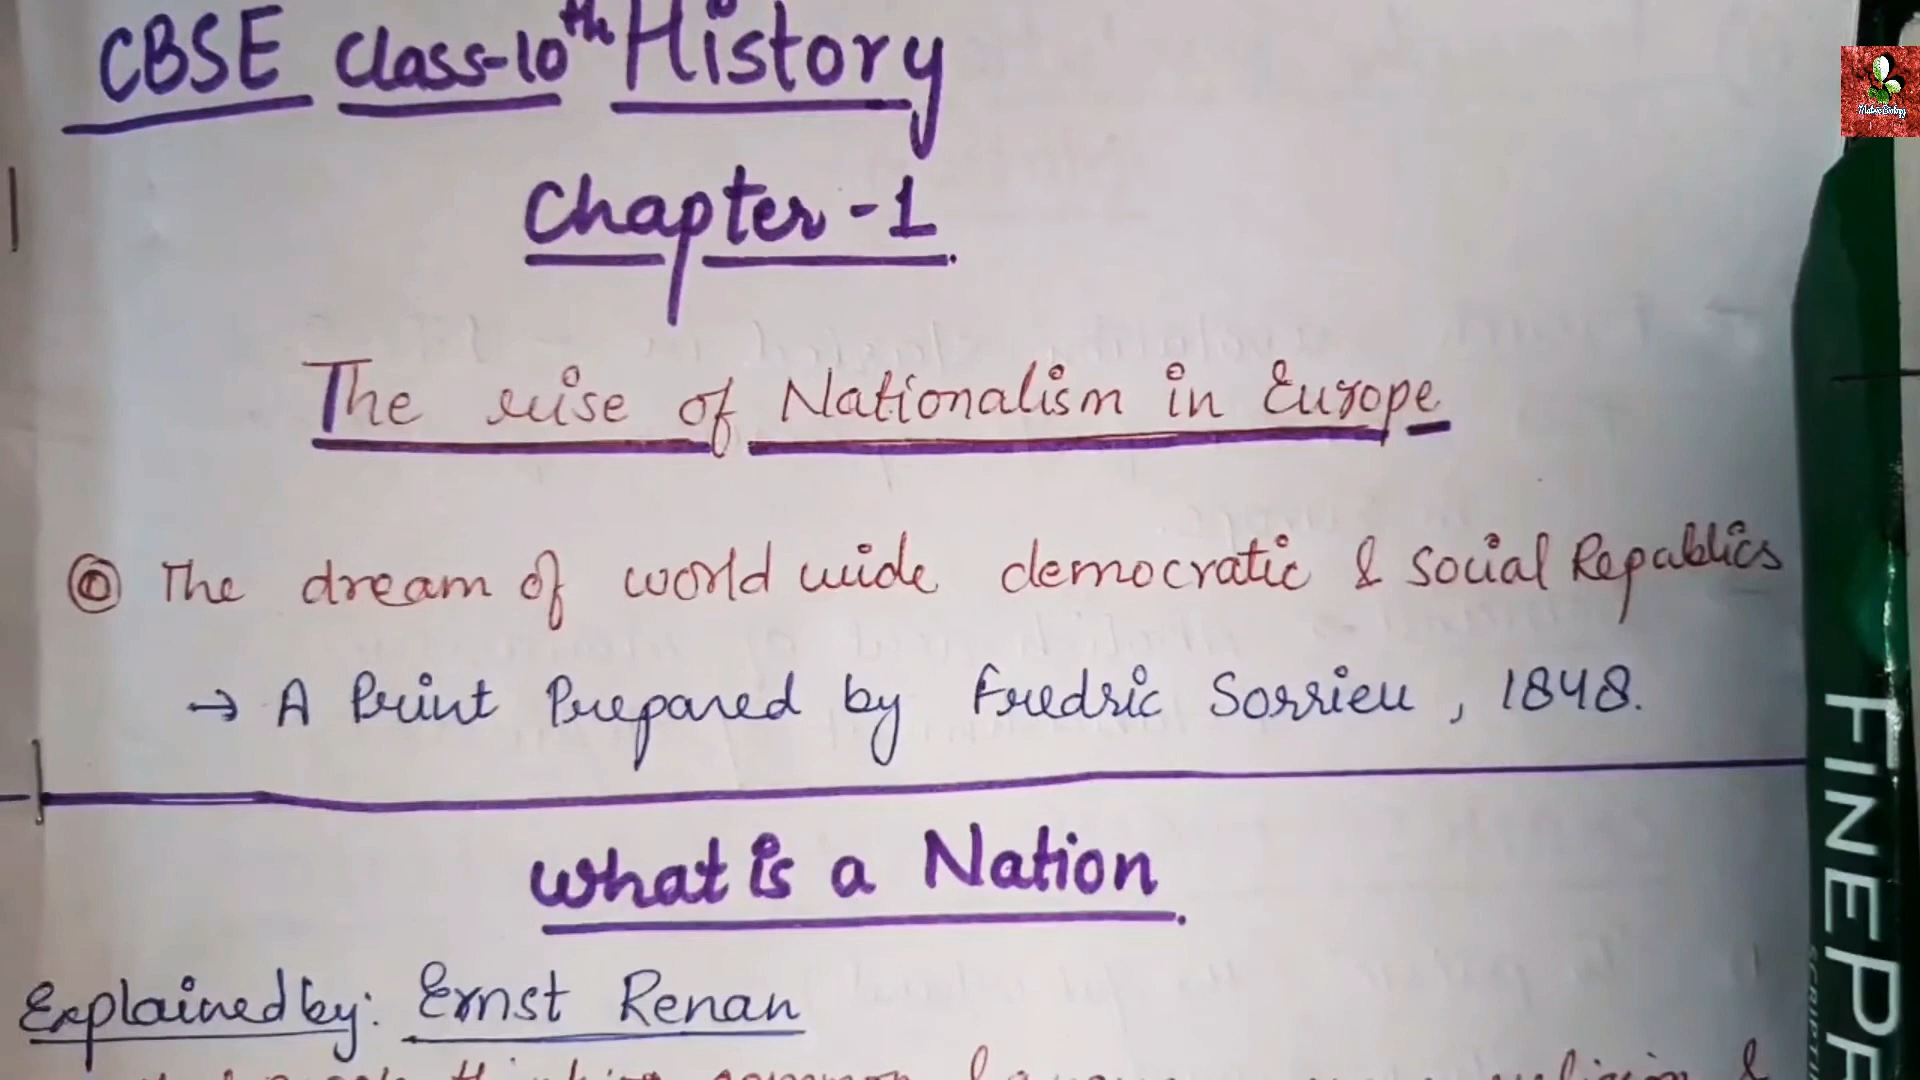 CBSE Class-10th History
Chapter-1
The rise of Nationalism in Europe
The dream of world wide democratic & Social Republics
→ A Print Prepared by Fredric Sorrieu, 1848.
What is a Nation
Explained by: Ernst Renan
common
FINEP